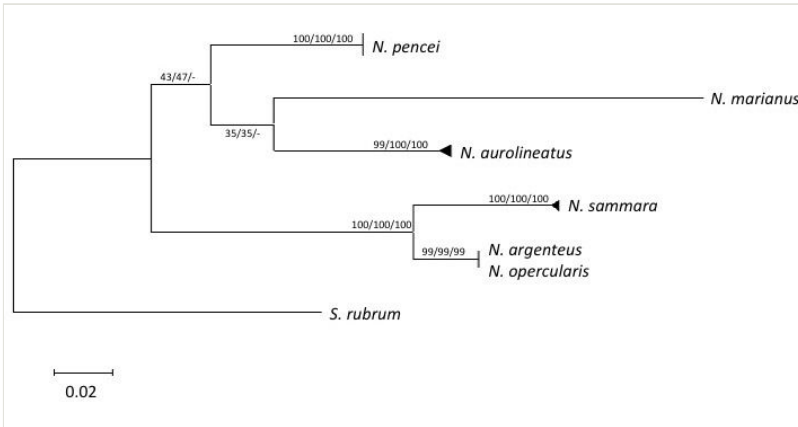 100/100/100
N. pencei
43/47/-
N. marianus
35/35/-
99/100/100
N. aurolineatus
100/100/100
N. sammara
100/100/100
99/99/99
N. argenteus
N. opercularis
S. rubrum
0.02